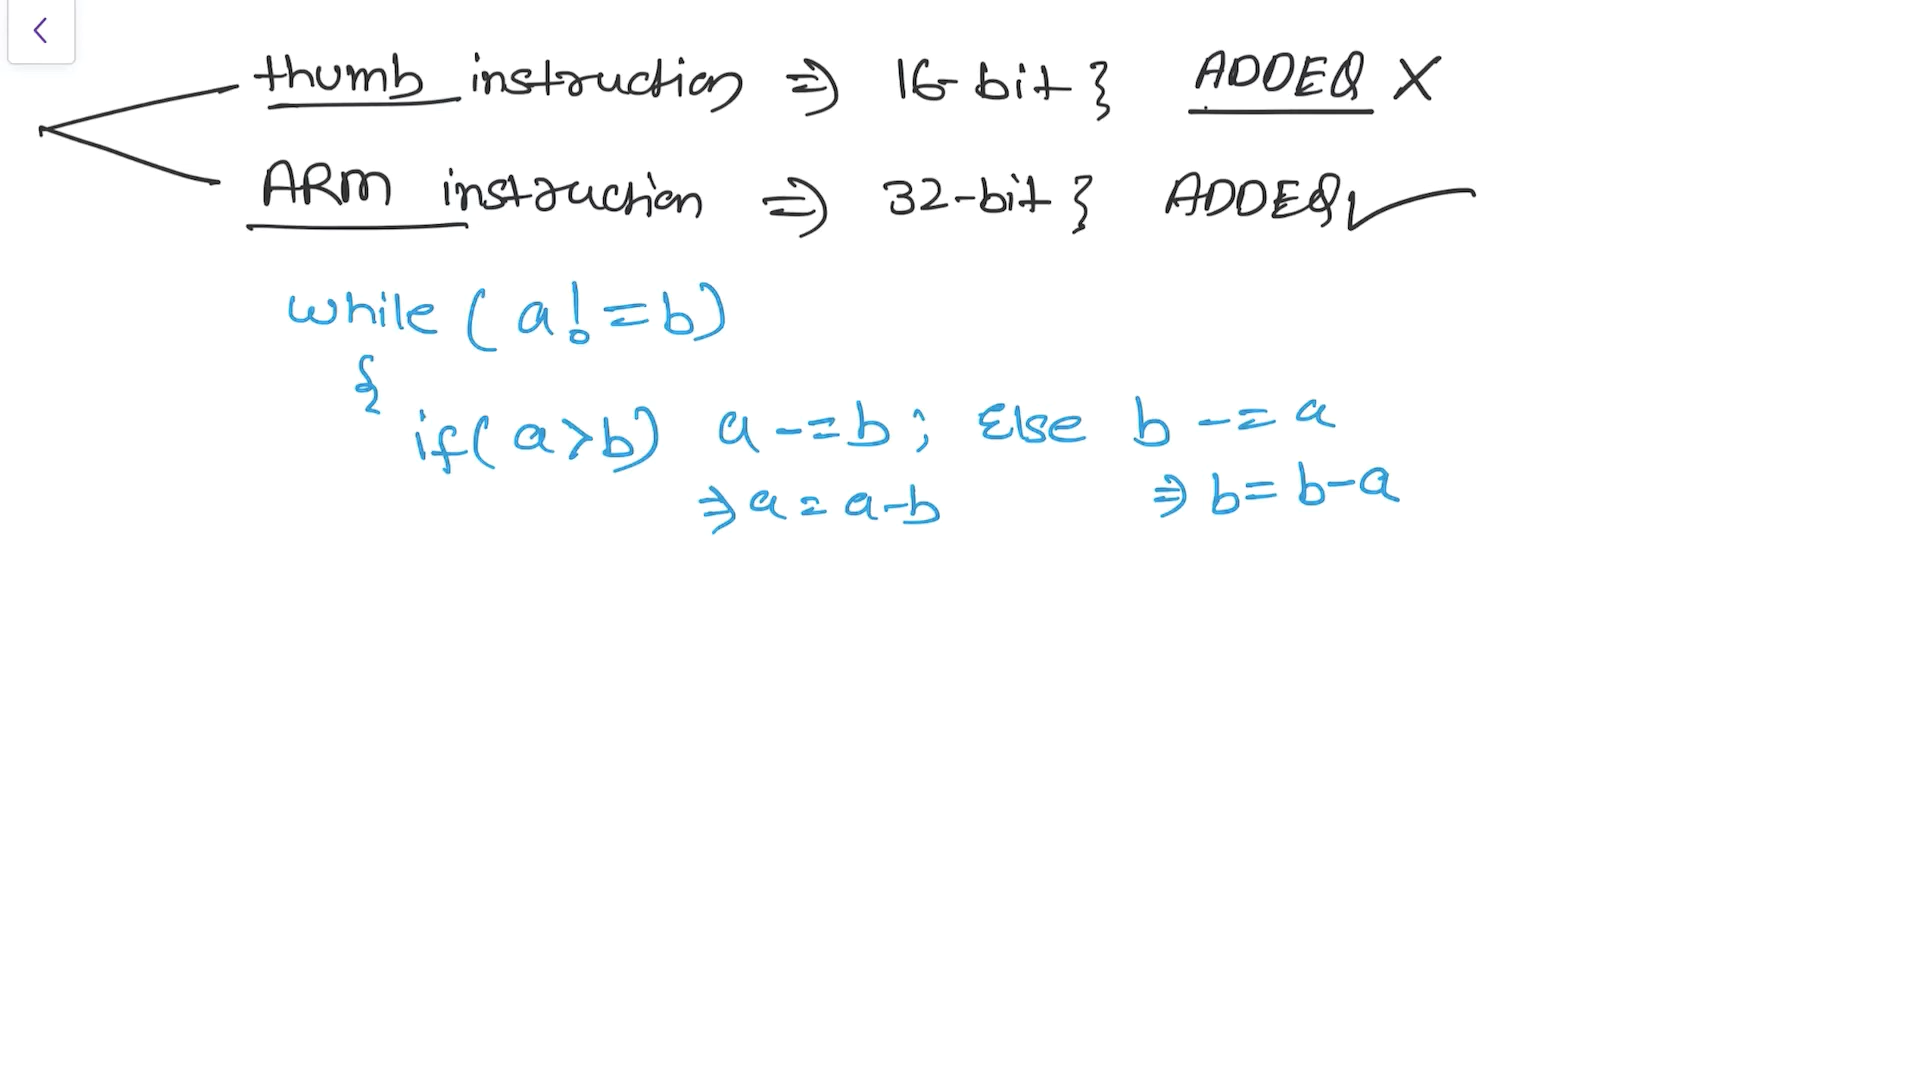 thumb instruction ⇒ 16-bit } ADDEQ X
ARM instruction ⇒ 32-bit } ADDEQ ✓
while ( a != b)
{
if( a>b) a -= b ; Else b -= a
⇒ a = a-b ⇒ b = b-a